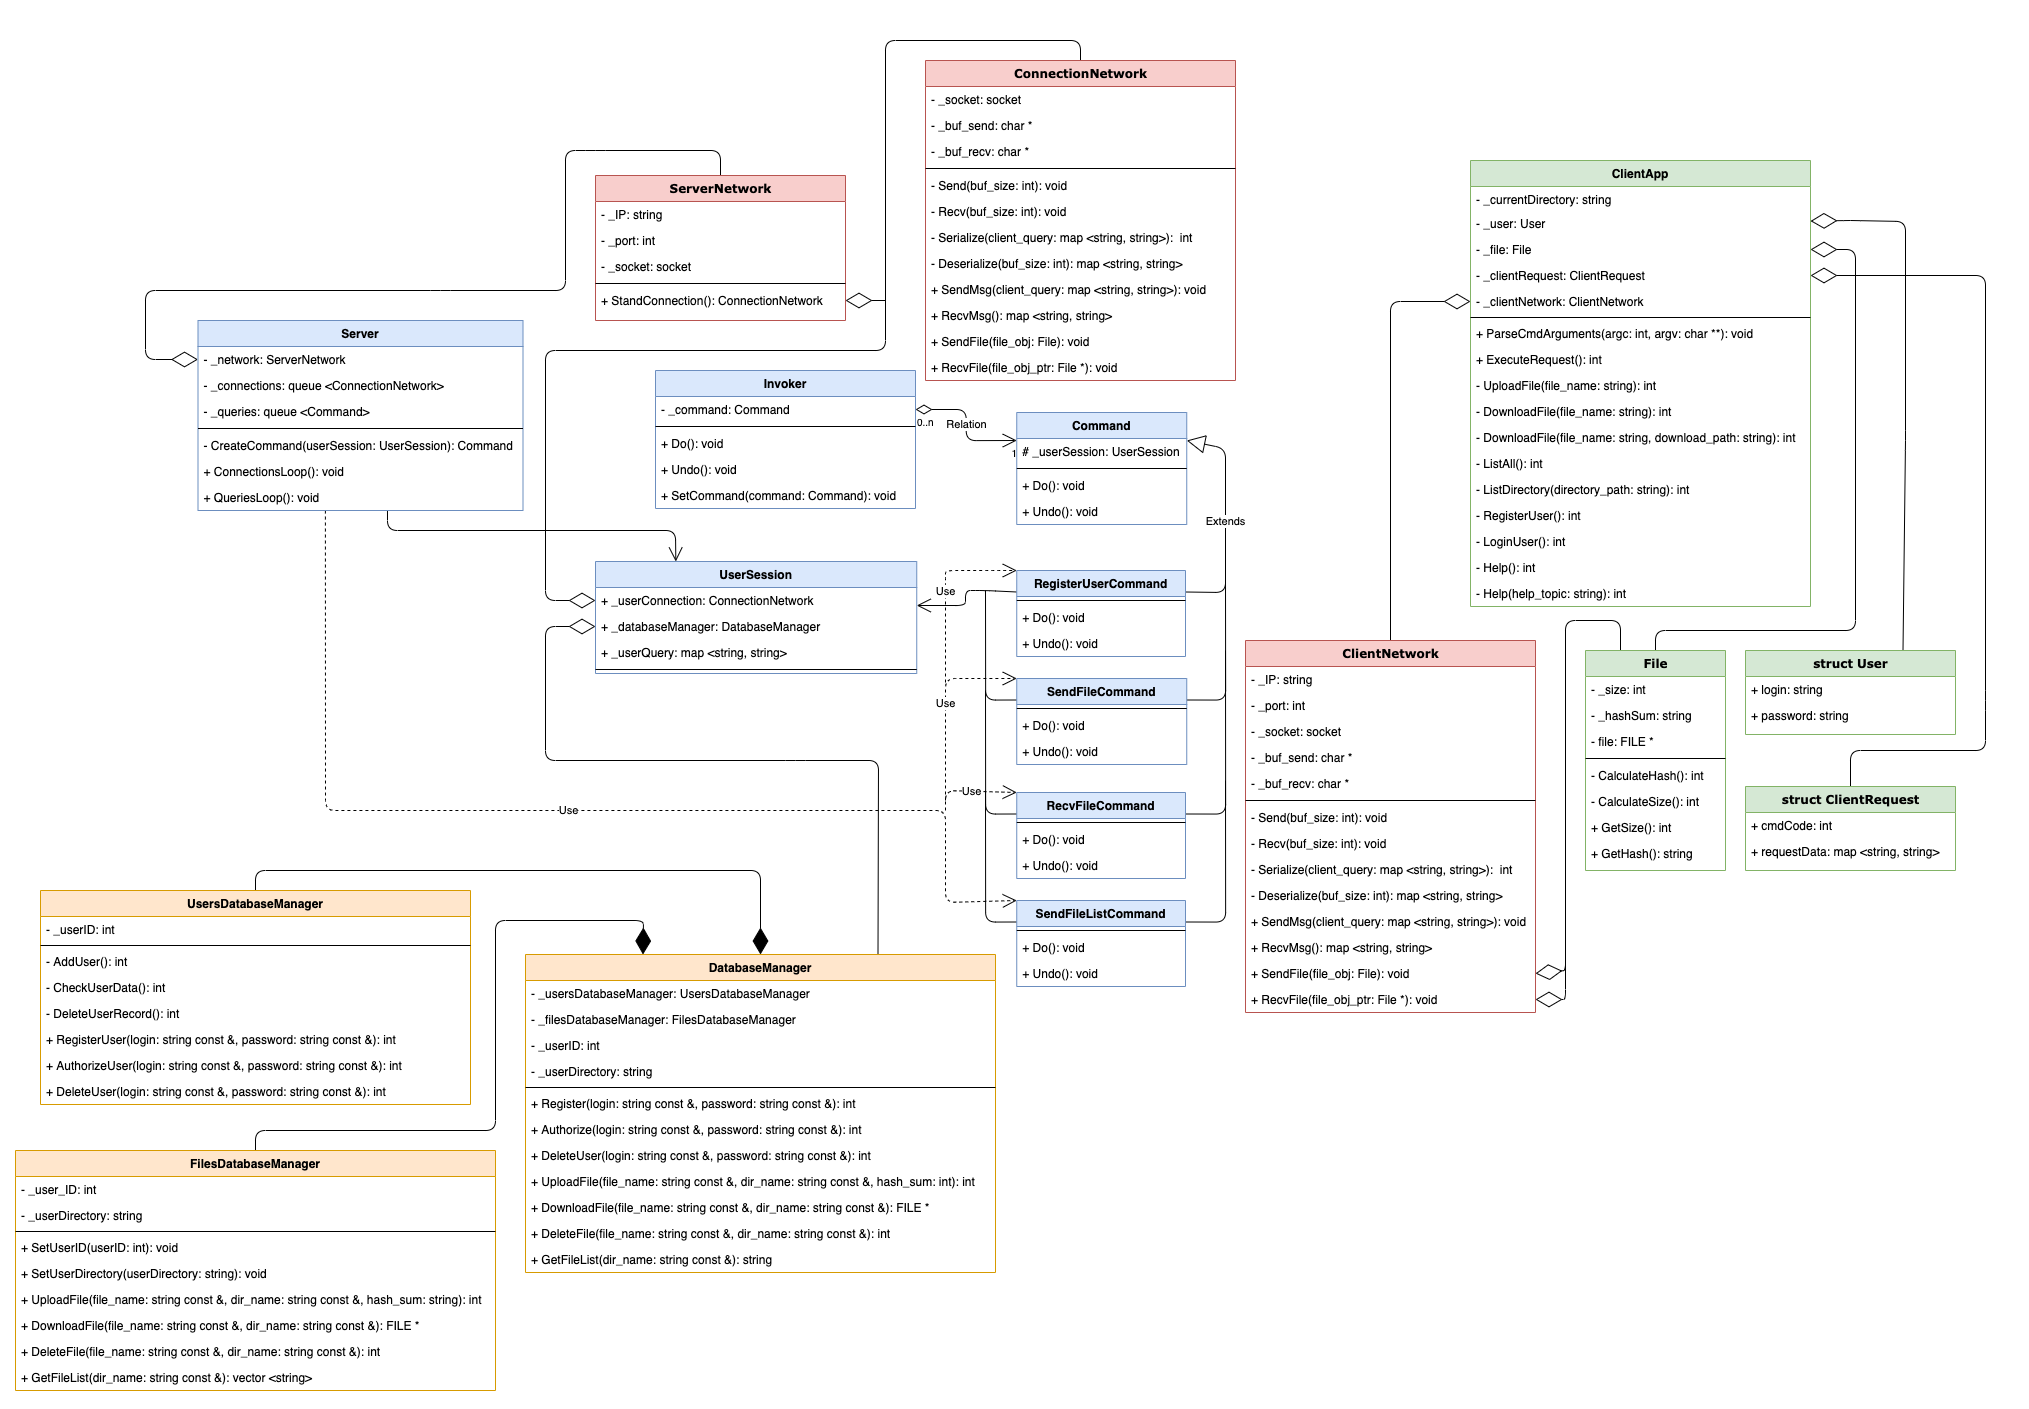 ConnectionNetwork
- _socket: socket
- _buf_send: char *
- _buf_recv: char *
- Send(buf_size: int): void
- Recv(buf_size: int): void
- Serialize(client_query: map <string, string>):  int
- Deserialize(buf_size: int): map <string, string>
+ SendMsg(client_query: map <string, string>): void
+ RecvMsg(): map <string, string>
+ SendFile(file_obj: File): void
+ RecvFile(file_obj_ptr: File *): void
ServerNetwork
- _IP: string
- _port: int
- _socket: socket
+ StandConnection(): ConnectionNetwork
ClientApp
- _currentDirectory: string
- _user: User
- _file: File
- _clientRequest: ClientRequest
- _clientNetwork: ClientNetwork
+ ParseCmdArguments(argc: int, argv: char **): void
+ ExecuteRequest(): int
- UploadFile(file_name: string): int
- DownloadFile(file_name: string): int
- DownloadFile(file_name: string, download_path: string): int
- ListAll(): int
- ListDirectory(directory_path: string): int
- RegisterUser(): int
- LoginUser(): int
- Help(): int
- Help(help_topic: string): int
Server
- _network: ServerNetwork
- _connections: queue <ConnectionNetwork>
- _queries: queue <Command>
- CreateCommand(userSession: UserSession): Command
+ ConnectionsLoop(): void
+ QueriesLoop(): void
Invoker
- _command: Command
+ Do(): void
+ Undo(): void
+ SetCommand(command: Command): void
0..n
Relation
1
Command
# _userSession: UserSession
+ Do(): void
+ Undo(): void
Extends
UserSession
+ _userConnection: ConnectionNetwork
+ _databaseManager: DatabaseManager
+ _userQuery: map <string, string>
Use
RegisterUserCommand
+ Do(): void
+ Undo(): void
Use
SendFileCommand
+ Do(): void
+ Undo(): void
Use
RecvFileCommand
+ Do(): void
+ Undo(): void
Use
SendFileListCommand
+ Do(): void
+ Undo(): void
ClientNetwork
- _IP: string
- _port: int
- _socket: socket
- _buf_send: char *
- _buf_recv: char *
- Send(buf_size: int): void
- Recv(buf_size: int): void
- Serialize(client_query: map <string, string>):  int
- Deserialize(buf_size: int): map <string, string>
+ SendMsg(client_query: map <string, string>): void
+ RecvMsg(): map <string, string>
+ SendFile(file_obj: File): void
+ RecvFile(file_obj_ptr: File *): void
File
- _size: int
- _hashSum: string
- file: FILE *
- CalculateHash(): int
- CalculateSize(): int
+ GetSize(): int
+ GetHash(): string
struct User
+ login: string
+ password: string
struct ClientRequest
+ cmdCode: int
+ requestData: map <string, string>
UsersDatabaseManager
- _userID: int
- AddUser(): int
- CheckUserData(): int
- DeleteUserRecord(): int
+ RegisterUser(login: string const &, password: string const &): int
+ AuthorizeUser(login: string const &, password: string const &): int
+ DeleteUser(login: string const &, password: string const &): int
DatabaseManager
- _usersDatabaseManager: UsersDatabaseManager
- _filesDatabaseManager: FilesDatabaseManager
- _userID: int
- _userDirectory: string
+ Register(login: string const &, password: string const &): int
+ Authorize(login: string const &, password: string const &): int
+ DeleteUser(login: string const &, password: string const &): int
+ UploadFile(file_name: string const &, dir_name: string const &, hash_sum: int): int
+ DownloadFile(file_name: string const &, dir_name: string const &): FILE *
+ DeleteFile(file_name: string const &, dir_name: string const &): int
+ GetFileList(dir_name: string const &): string
FilesDatabaseManager
- _user_ID: int
- _userDirectory: string
+ SetUserID(userID: int): void
+ SetUserDirectory(userDirectory: string): void
+ UploadFile(file_name: string const &, dir_name: string const &, hash_sum: string): int
+ DownloadFile(file_name: string const &, dir_name: string const &): FILE *
+ DeleteFile(file_name: string const &, dir_name: string const &): int
+ GetFileList(dir_name: string const &): vector <string>